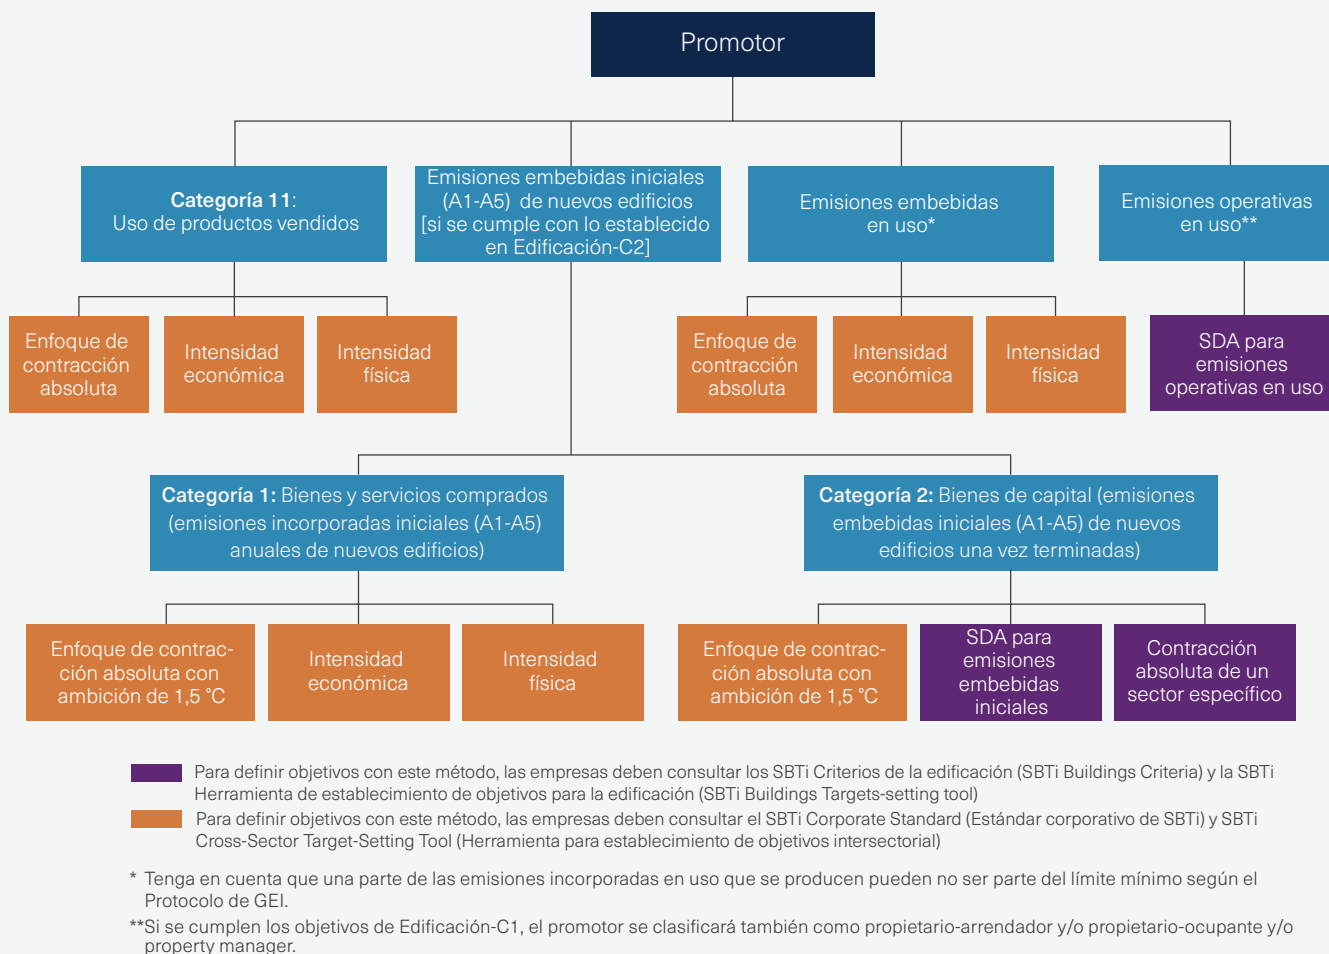 Promotor
Categoría 11:
Uso de productos vendidos
Emisiones embebidas iniciales
(A1-A5) de nuevos edificios
[si se cumple con lo establecido
en Edificación-C2]
Emisiones embebidas
en uso*
Emisiones operativas
en uso**
Enfoque de
contracción
absoluta
Intensidad
económica
Intensidad
física
Enfoque de
contracción
absoluta
Intensidad
económica
Intensidad
física
SDA para
emisiones
operativas en uso
Categoría 1: Bienes y servicios comprados
(emisiones incorporadas iniciales (A1-A5)
anuales de nuevos edificios)
Categoría 2: Bienes de capital (emisiones
embebidas iniciales (A1-A5) de nuevos
edificios una vez terminadas)
Enfoque de contrac-
ción absoluta con
ambición de 1,5 °C
Intensidad
económica
Intensidad
física
Enfoque de contrac-
ción absoluta con
ambición de 1,5 °C
SDA para
emisiones
embebidas
iniciales
Contracción
absoluta de un
sector específico
Para definir objetivos con este método, las empresas deben consultar los SBTi Criterios de la edificación (SBTi Buildings Criteria) y la SBTi
Herramienta de establecimiento de objetivos para la edificación (SBTi Buildings Targets-setting tool)
Para definir objetivos con este método, las empresas deben consultar el SBTi Corporate Standard (Estándar corporativo de SBTi) y SBTi
Cross-Sector Target-Setting Tool (Herramienta para establecimiento de objetivos intersectorial)
* Tenga en cuenta que una parte de las emisiones incorporadas en uso que se producen pueden no ser parte del límite mínimo según el
Protocolo de GEI.
**Si se cumplen los objetivos de Edificación-C1, el promotor se clasificará también como propietario-arrendador y/o propietario-ocupante y/o
property manager.